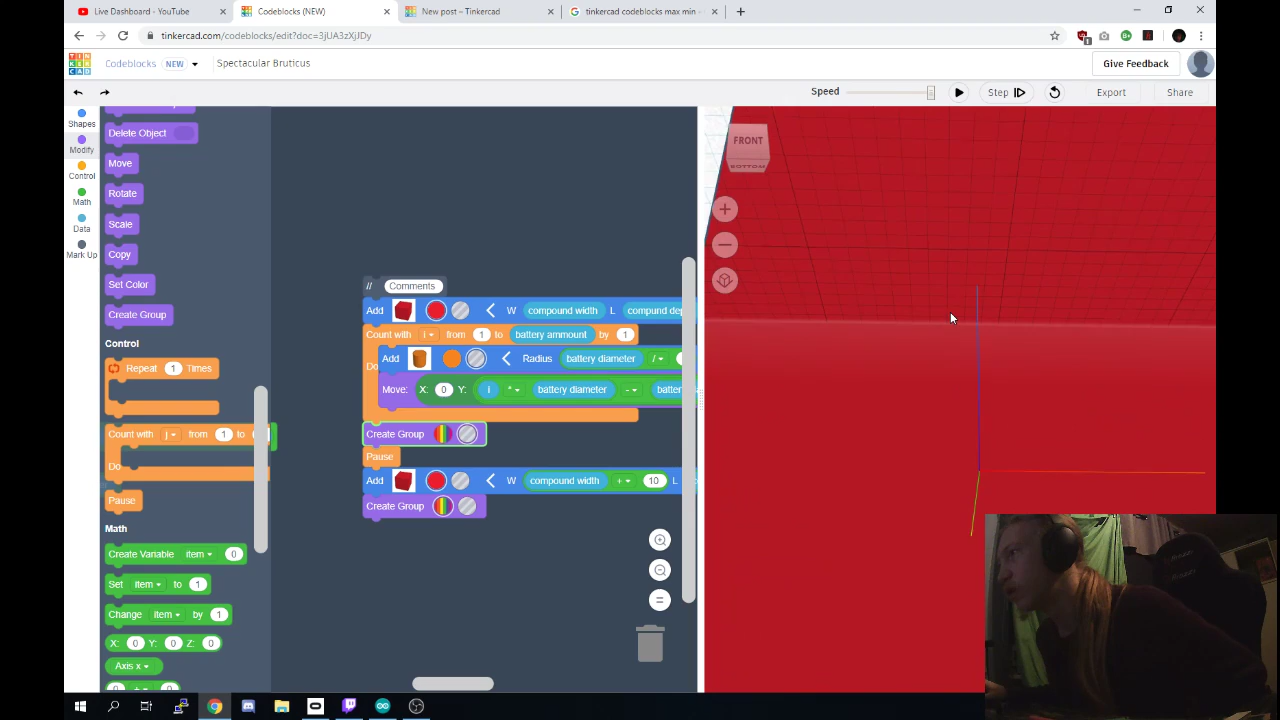 Live Dashboard - YouTube
Codeblocks (NEW)
New post – Tinkercad
tinkercad codeblocks max min -
tinkercad.com/codeblocks/edit?doc=3jUA3zXjJDy
TIN
KER
CAD
Codeblocks NEW
Spectacular Bruticus
Give Feedback
Speed
Step
Export
Share
Shapes
Modify
Control
Math
Data
Mark Up
Delete Object
Move
Rotate
Scale
Copy
Set Color
Create Group
Control
Repeat 1 Times
Count with j from 1 to
Do
Pause
Math
Create Variable item 0
Set item to 1
Change item by 1
X: 0 Y: 0 Z: 0
Axis x
// Comments
Add W compound width L compund dep
Count with i from 1 to battery ammount by 1
Do
Add Radius battery diameter /
Move: X: 0 Y: i * battery diameter - batter
Create Group
Pause
Add W compound width + 10 L
Create Group
FRONT
BOTTOM